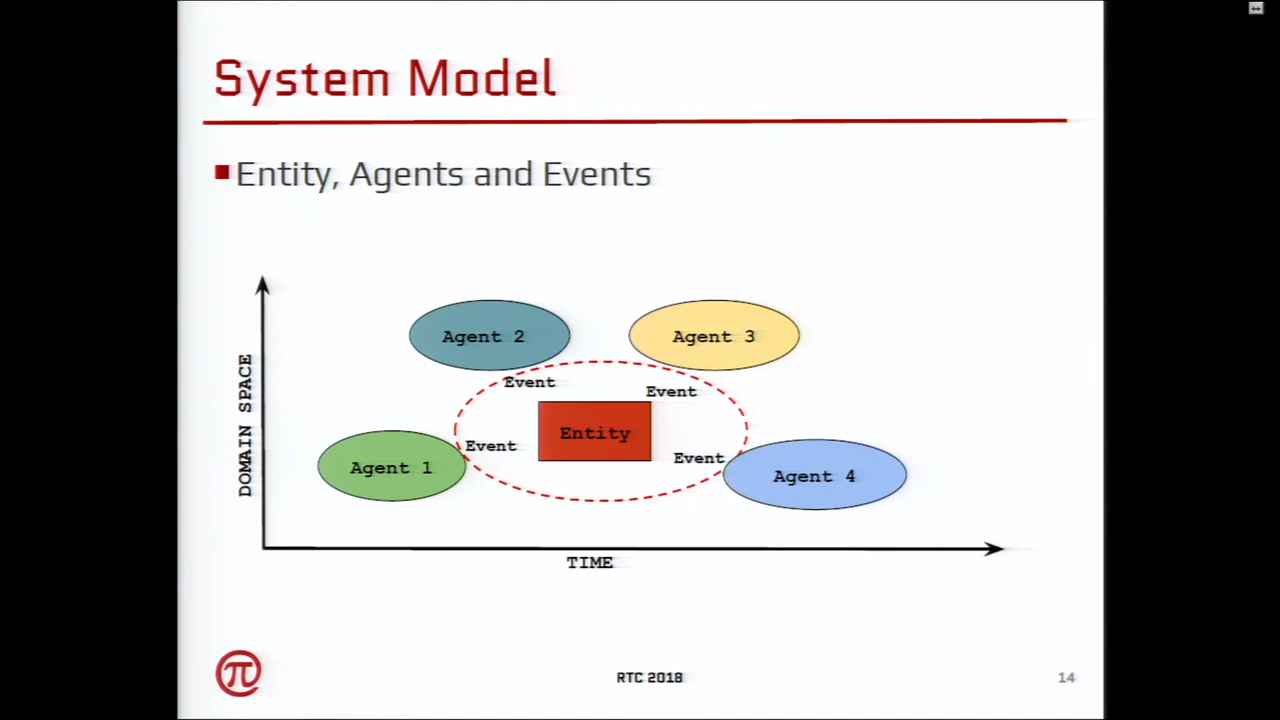 System Model
Entity, Agents and Events
DOMAIN SPACE
Agent 2
Agent 3
Event
Event
Entity
Event
Event
Agent 1
Agent 4
TIME
π
RTC 2018
14